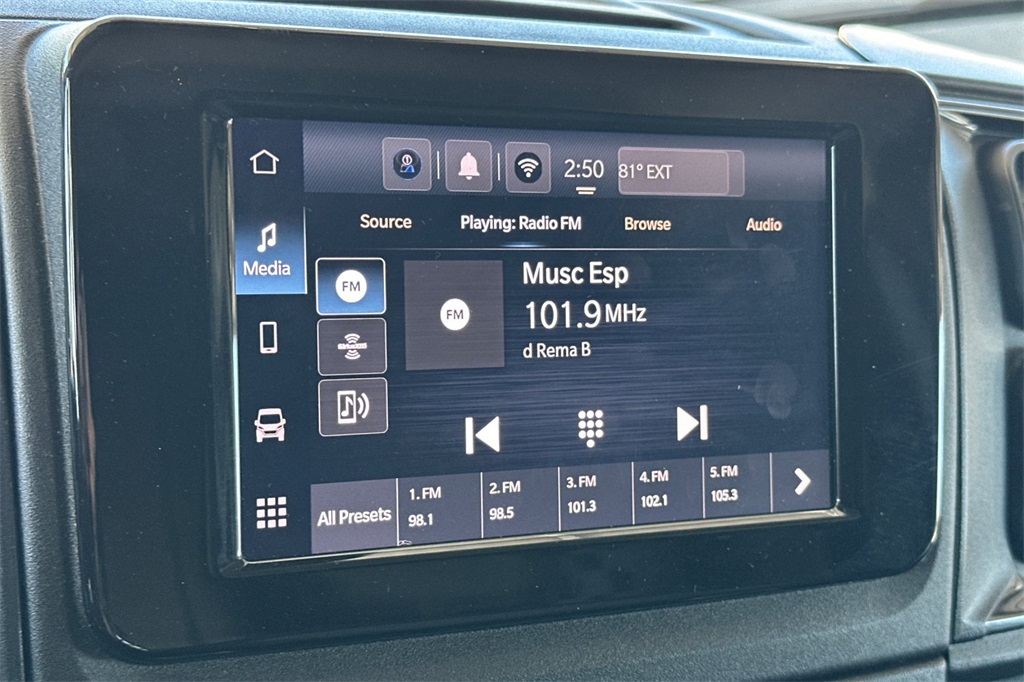 2:50 81° EXT
Source Playing: Radio FM Browse Audio
Media
FM
FM
Musc Esp
101.9 MHz
d Rema B
All Presets
1. FM
98.1
2. FM
98.5
3. FM
101.3
4. FM
102.1
5. FM
105.3